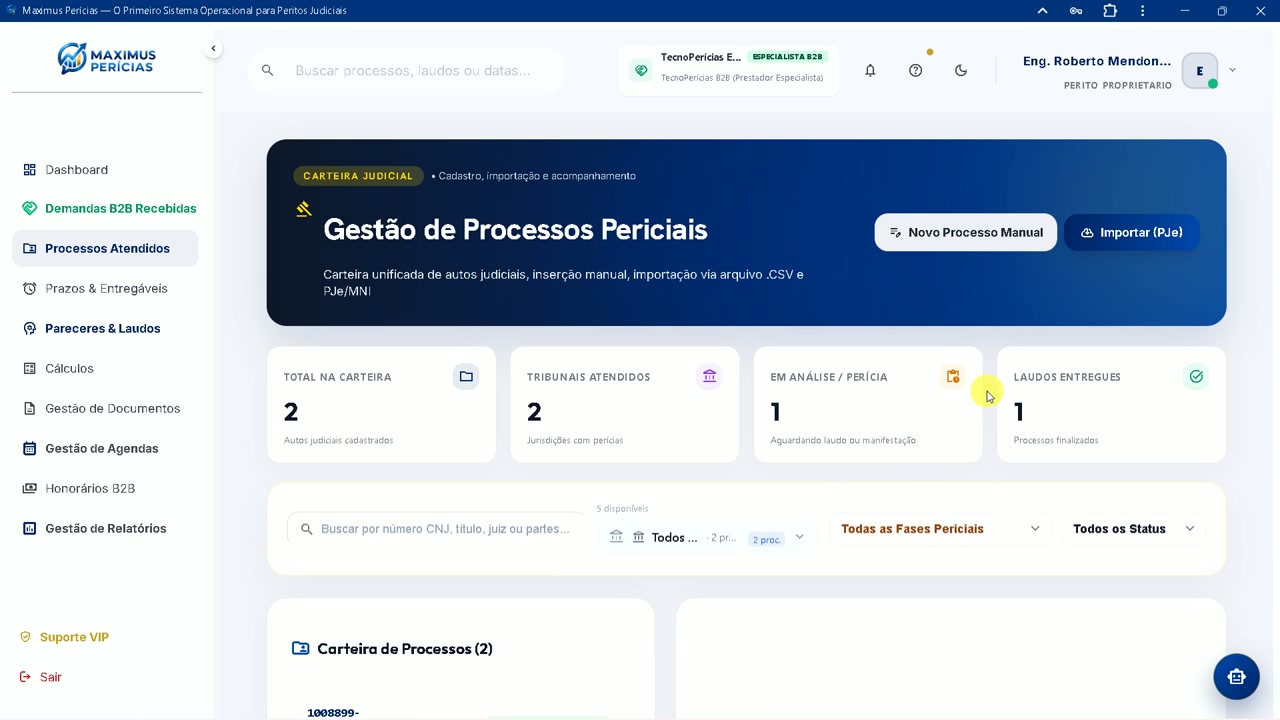 Maximus Perícias — O Primeiro Sistema Operacional para Peritos Judiciais
MAXIMUS
PERÍCIAS
Buscar processos, laudos ou datas...
TecnoPerícias E... ESPECIALISTA B2B
TecnoPerícias B2B (Prestador Especialista)
Eng. Roberto Mendon...
PERITO PROPRIETARIO
E
Dashboard
Demandas B2B Recebidas
Processos Atendidos
Prazos & Entregáveis
Pareceres & Laudos
Cálculos
Gestão de Documentos
Gestão de Agendas
Honorários B2B
Gestão de Relatórios
Suporte VIP
Sair
CARTEIRA JUDICIAL • Cadastro, importação e acompanhamento
Gestão de Processos Periciais
Carteira unificada de autos judiciais, inserção manual, importação via arquivo .CSV e
PJe/MNI
Novo Processo Manual
Importar (PJe)
TOTAL NA CARTEIRA
2
Autos judiciais cadastrados
TRIBUNAIS ATENDIDOS
2
Jurisdições com perícias
EM ANÁLISE / PERÍCIA
1
Aguardando laudo ou manifestação
LAUDOS ENTREGUES
1
Processos finalizados
Buscar por número CNJ, título, juiz ou partes...
5 disponíveis
Todos ... · 2 pr... 2 proc.
Todas as Fases Periciais
Todos os Status
Carteira de Processos (2)
1008899-